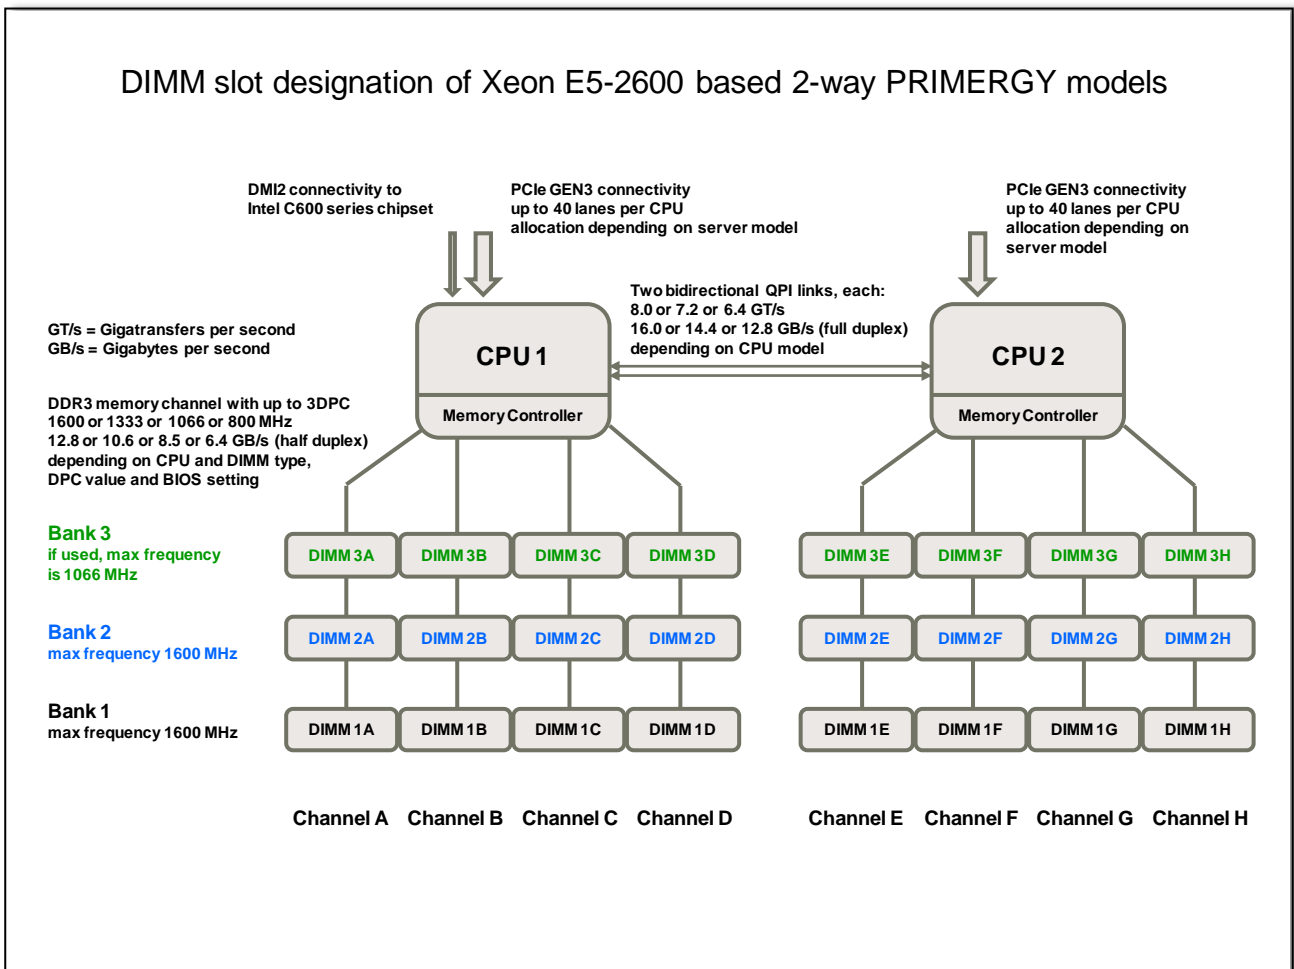 DIMM slot designation of Xeon E5-2600 based 2-way PRIMERGY models
DMI2 connectivity to
Intel C600 series chipset
PCIe GEN3 connectivity
up to 40 lanes per CPU
allocation depending on server model
PCIe GEN3 connectivity
up to 40 lanes per CPU
allocation depending on
server model
Two bidirectional QPI links, each:
8.0 or 7.2 or 6.4 GT/s
16.0 or 14.4 or 12.8 GB/s (full duplex)
depending on CPU model
GT/s = Gigatransfers per second
GB/s = Gigabytes per second
CPU 1
CPU 2
Memory Controller
Memory Controller
DDR3 memory channel with up to 3DPC
1600 or 1333 or 1066 or 800 MHz
12.8 or 10.6 or 8.5 or 6.4 GB/s (half duplex)
depending on CPU and DIMM type,
DPC value and BIOS setting
Bank 3
if used, max frequency
is 1066 MHz
DIMM 3A DIMM 3B DIMM 3C DIMM 3D DIMM 3E DIMM 3F DIMM 3G DIMM 3H
Bank 2
max frequency 1600 MHz
DIMM 2A DIMM 2B DIMM 2C DIMM 2D DIMM 2E DIMM 2F DIMM 2G DIMM 2H
Bank 1
max frequency 1600 MHz
DIMM 1A DIMM 1B DIMM 1C DIMM 1D DIMM 1E DIMM 1F DIMM 1G DIMM 1H
Channel A Channel B Channel C Channel D Channel E Channel F Channel G Channel H